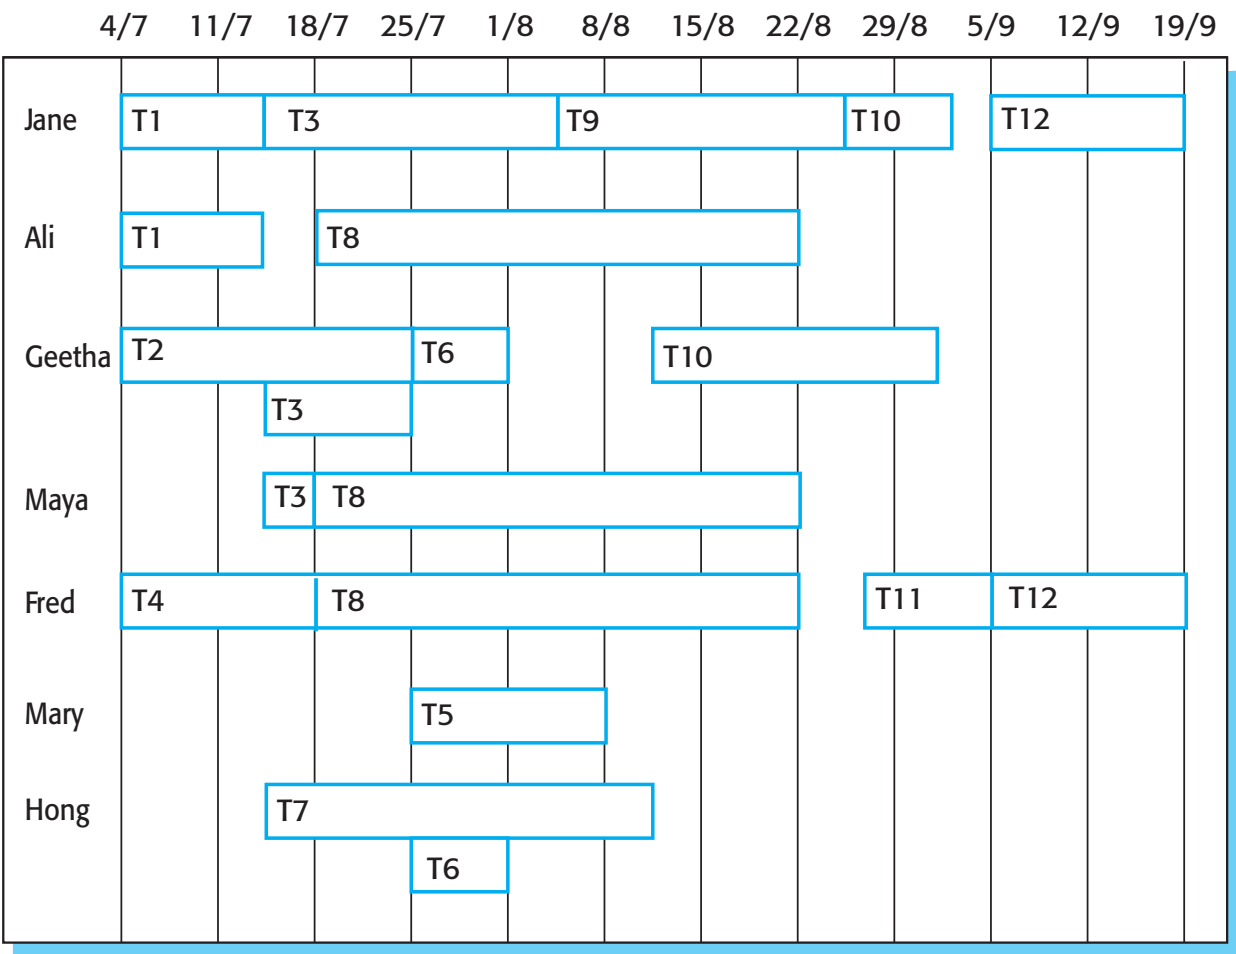 4/7 11/7 18/7 25/7 1/8 8/8 15/8 22/8 29/8 5/9 12/9 19/9
Jane T1 T3 T9 T10 T12
Ali T1 T8
Geetha T2 T6 T10
T3
Maya T3 T8
Fred T4 T8 T11 T12
Mary T5
Hong T7
T6